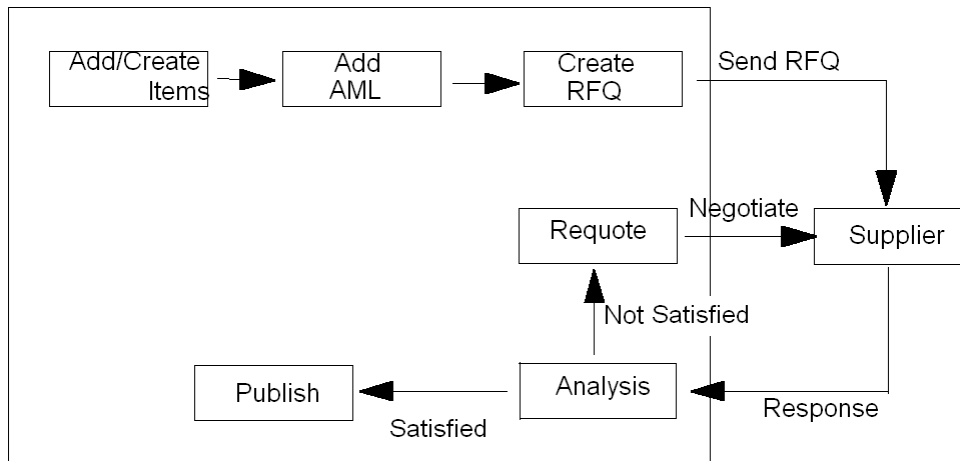 Add/Create
Items
Add
AML
Create
RFQ
Send RFQ
Requote
Negotiate
Supplier
Not Satisfied
Publish
Satisfied
Analysis
Response